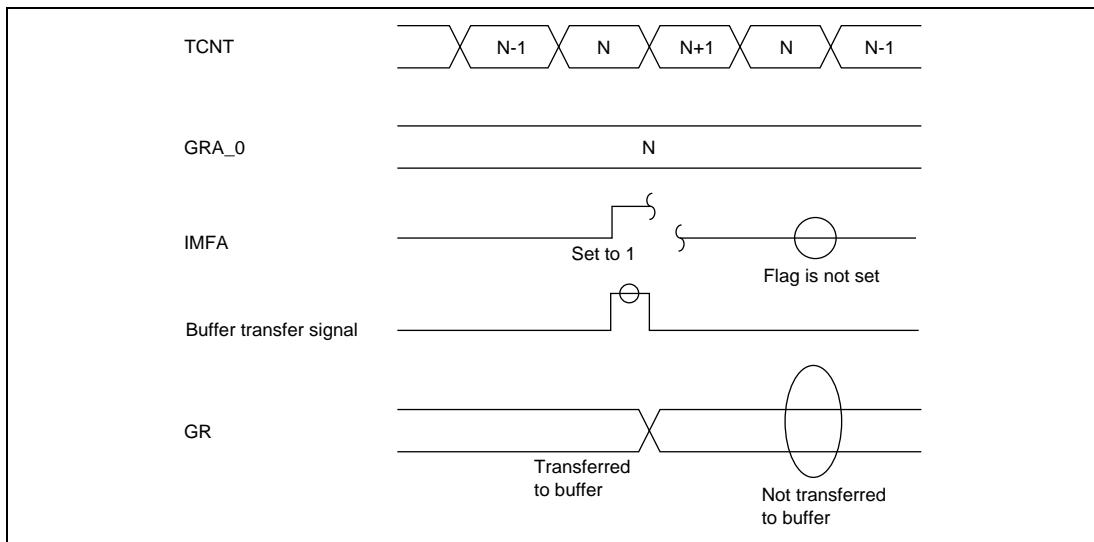 TCNT
N-1
N
N+1
N
N-1
GRA_0
N
IMFA
Set to 1
Flag is not set
Buffer transfer signal
GR
Transferred
to buffer
Not transferred
to buffer